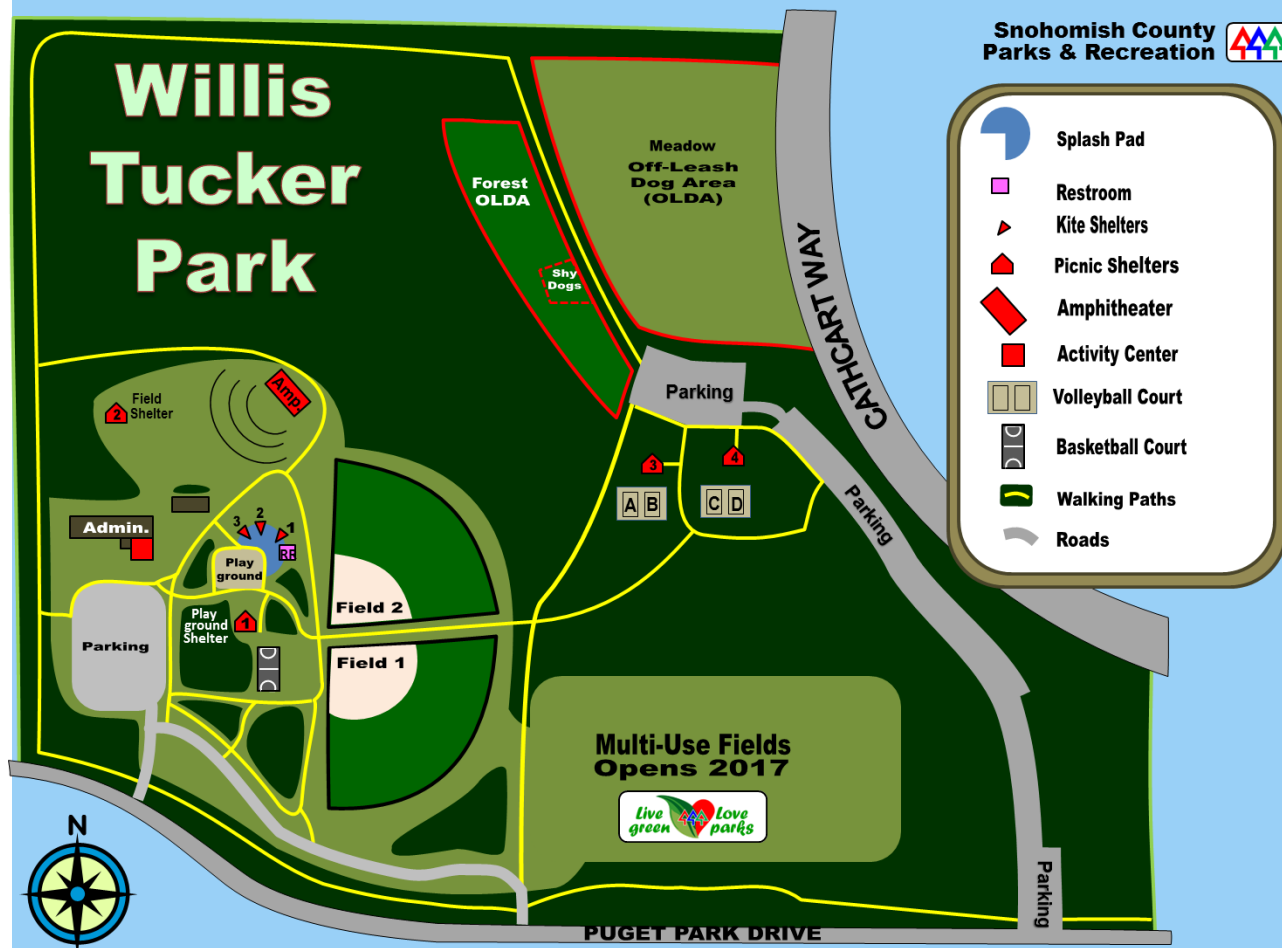 Willis
Tucker
Park
Snohomish County
Parks & Recreation
Splash Pad
Restroom
Kite Shelters
Picnic Shelters
Amphitheater
Activity Center
Volleyball Court
Basketball Court
Walking Paths
Roads
Meadow
Off-Leash
Dog Area
(OLDA)
Forest
OLDA
Shy
Dogs
CATHCART WAY
Parking
Parking
Parking
Amp.
2
Field
Shelter
3
4
A B
C D
Admin.
3
2
1
RR
Play
ground
Play
ground
Shelter
1
Parking
Field 2
Field 1
Multi-Use Fields
Opens 2017
Live Love
green parks
N
PUGET PARK DRIVE